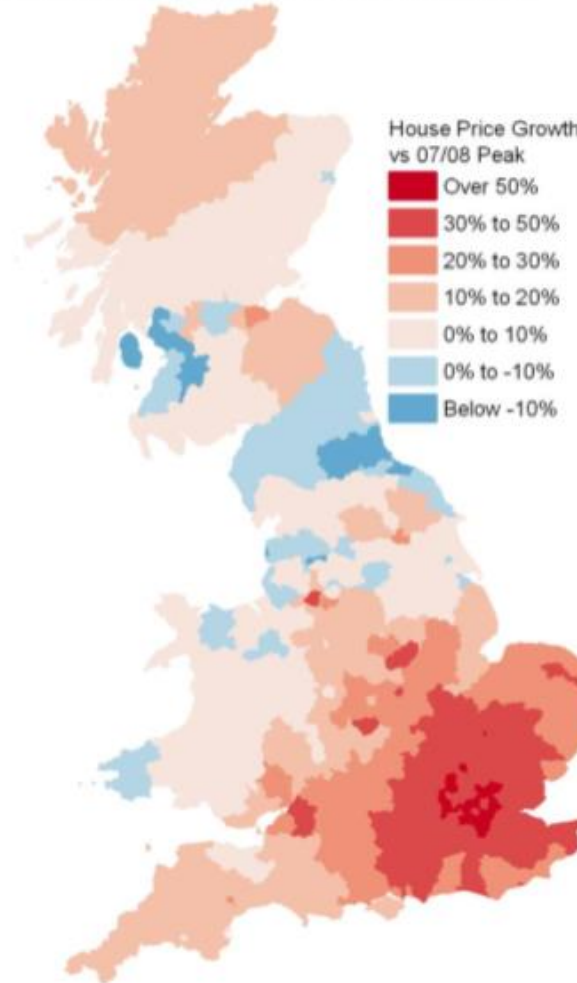 House Price Growth
vs 07/08 Peak
Over 50%
30% to 50%
20% to 30%
10% to 20%
0% to 10%
0% to -10%
Below -10%